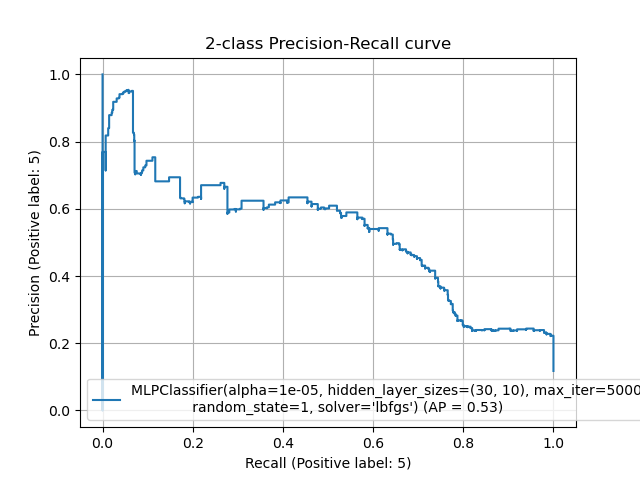 2-class Precision-Recall curve
1.0
0.8
0.6
0.4
0.2
0.0
Precision (Positive label: 5)
MLPClassifier(alpha=1e-05, hidden_layer_sizes=(30, 10), max_iter=5000
random_state=1, solver='lbfgs') (AP = 0.53)
0.0 0.2 0.4 0.6 0.8 1.0
Recall (Positive label: 5)